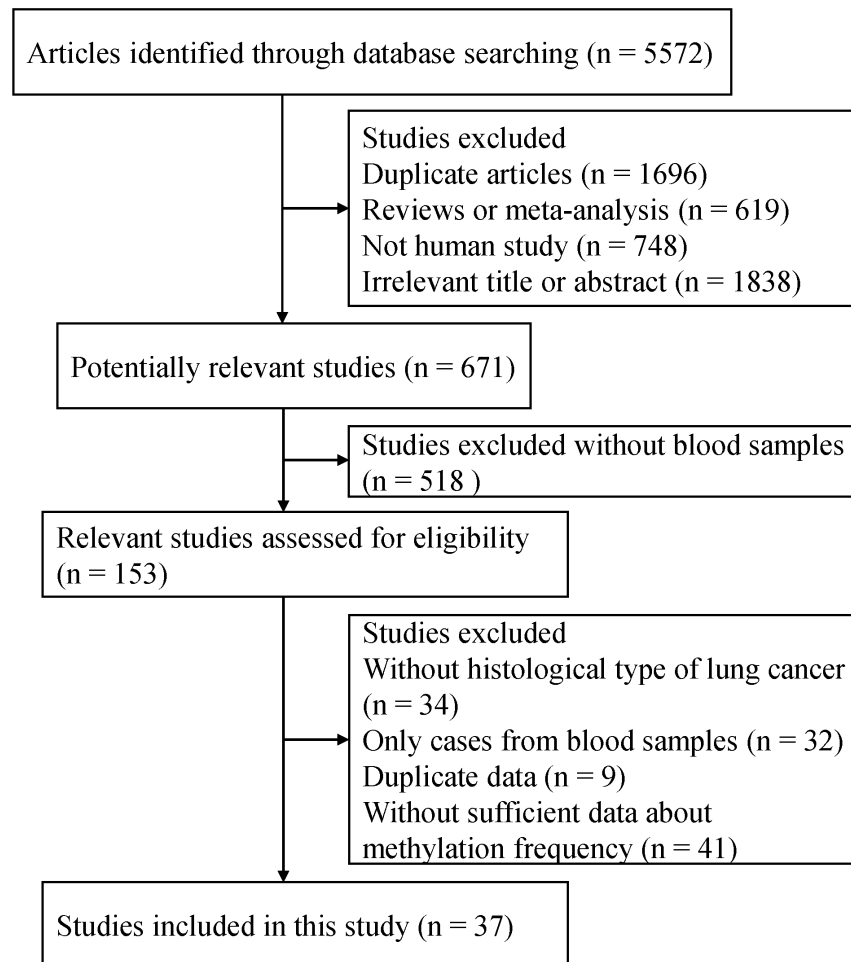 Articles identified through database searching (n = 5572)
Studies excluded
Duplicate articles (n = 1696)
Reviews or meta-analysis (n = 619)
Not human study (n = 748)
Irrelevant title or abstract (n = 1838)
Potentially relevant studies (n = 671)
Studies excluded without blood samples
(n = 518 )
Relevant studies assessed for eligibility
(n = 153)
Studies excluded
Without histological type of lung cancer
(n = 34)
Only cases from blood samples (n = 32)
Duplicate data (n = 9)
Without sufficient data about
methylation frequency (n = 41)
Studies included in this study (n = 37)